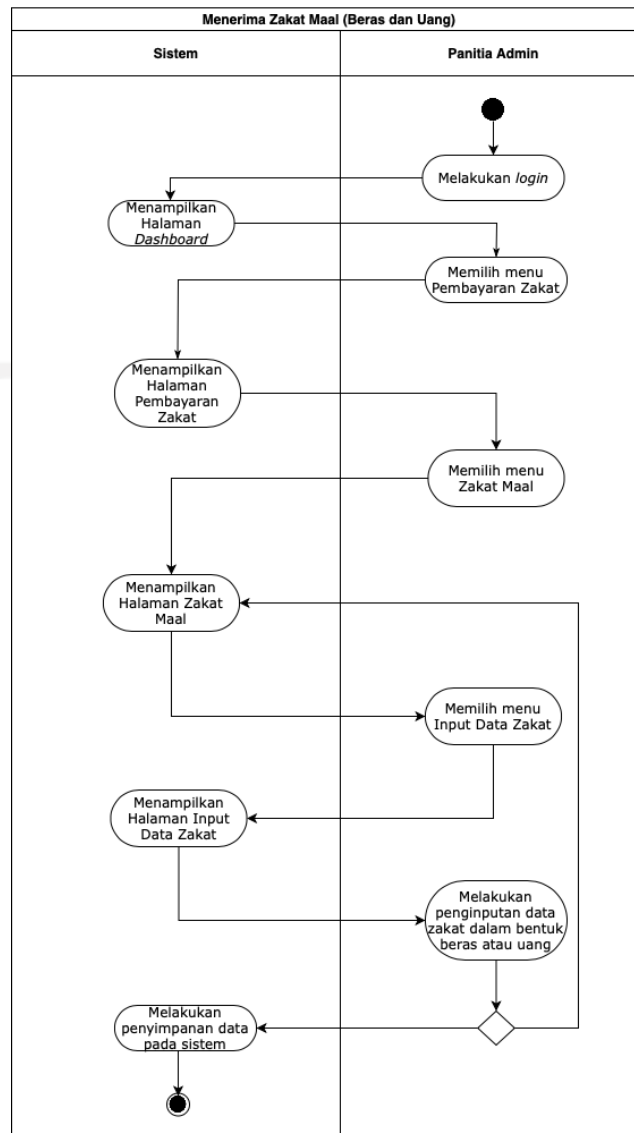 Menerima Zakat Maal (Beras dan Uang)
Sistem
Panitia Admin
Melakukan login
Menampilkan
Halaman
Dashboard
Memilih menu
Pembayaran Zakat
Menampilkan
Halaman
Pembayaran
Zakat
Memilih menu
Zakat Maal
Menampilkan
Halaman Zakat
Maal
Memilih menu
Input Data Zakat
Menampilkan
Halaman Input
Data Zakat
Melakukan
penginputan data
zakat dalam bentuk
beras atau uang
Melakukan
penyimpanan data
pada sistem